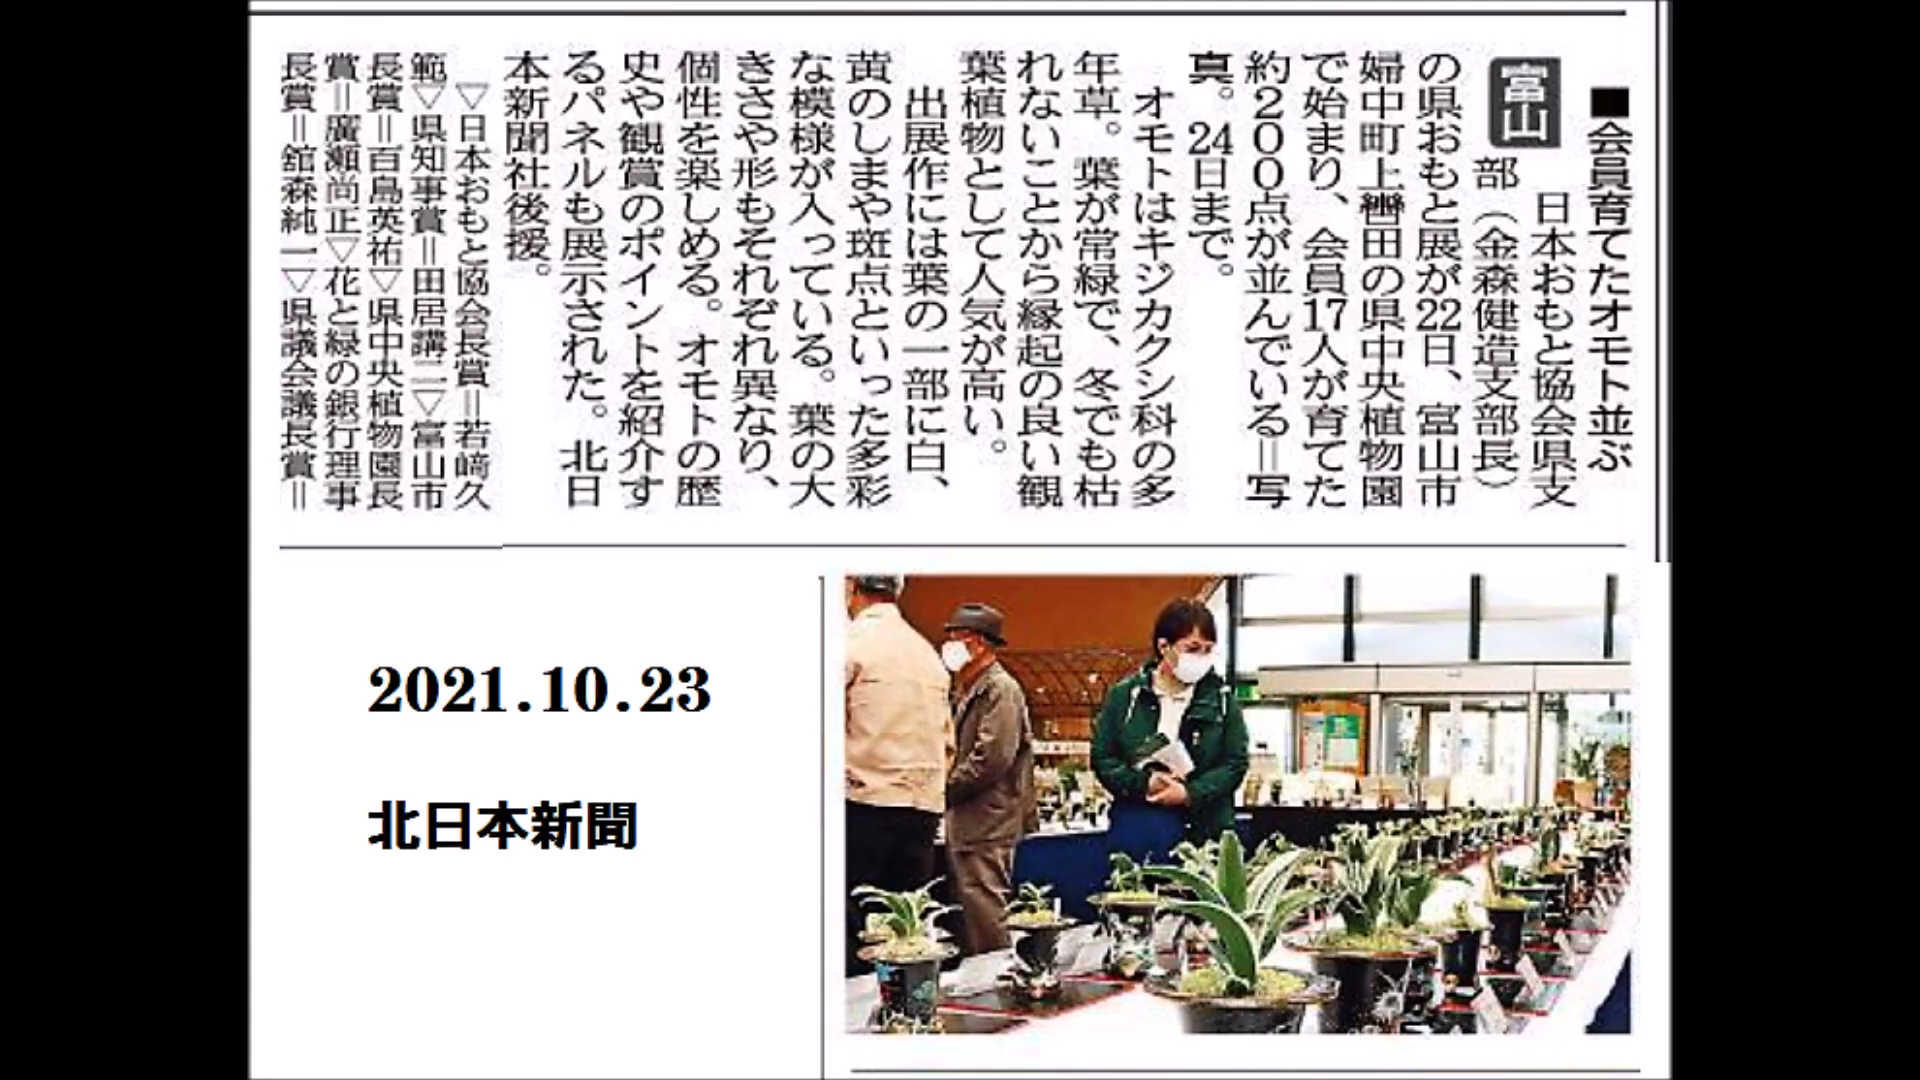 ■会員育てたオモト並ぶ
富山
日本おもと協会県支
部（金森健造支部長）
の県おもと展が22日、富山市
婦中町上轡田の県中央植物園
で始まり、会員17人が育てた
約２００点が並んでいる＝写
真。24日まで。
オモトはキジカクシ科の多
年草。葉が常緑で、冬でも枯
れないことから縁起の良い観
葉植物として人気が高い。
出展作には葉の一部に白、
黄のしまや斑点といった多彩
な模様が入っている。葉の大
きさや形もそれぞれ異なり、
個性を楽しめる。オモトの歴
史や観賞のポイントを紹介す
るパネルも展示された。北日
本新聞社後援。
▽日本おもと協会長賞＝若﨑久
範▽県知事賞＝田居講二▽富山市
長賞＝百島英祐▽県中央植物園長
賞＝廣瀬尚正▽花と緑の銀行理事
長賞＝舘森純一▽県議会議長賞＝
2021.10.23
北日本新聞